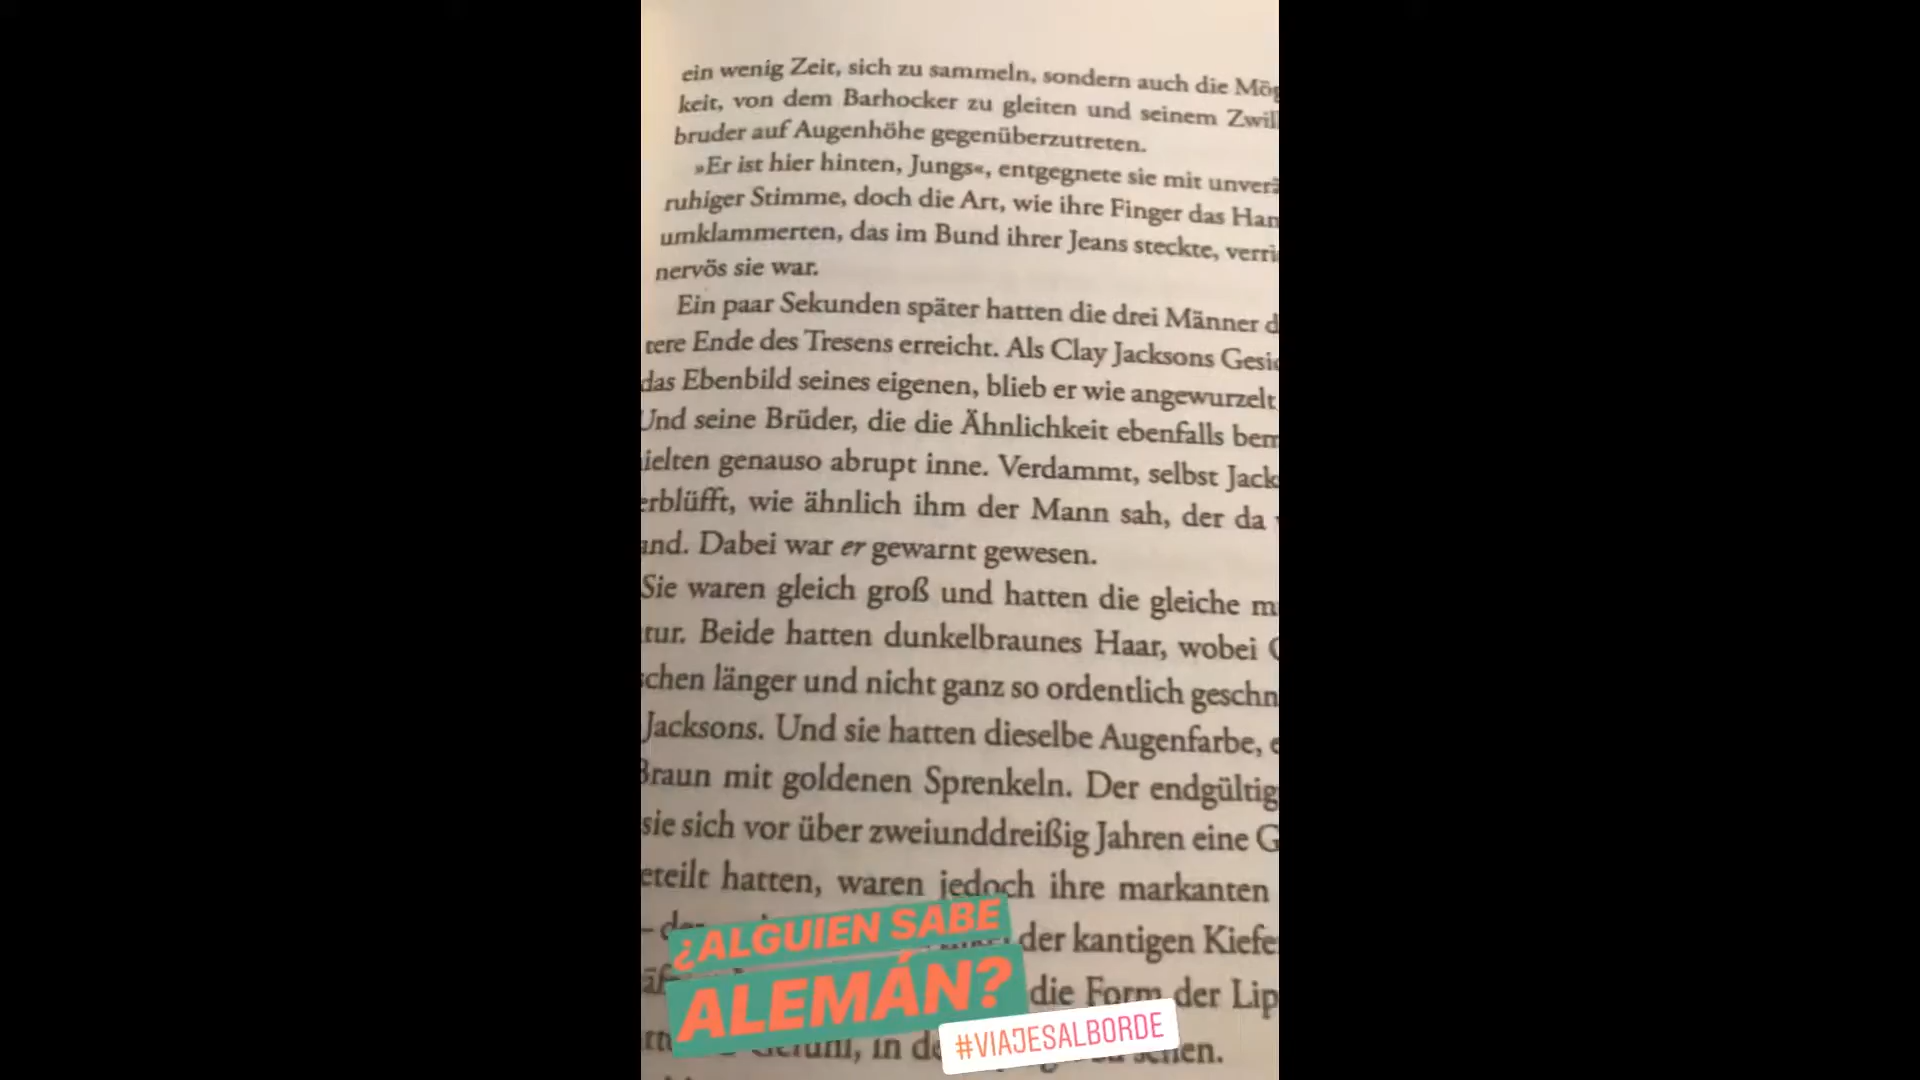 ein wenig Zeit, sich zu sammeln, sondern auch die Mög
keit, von dem Barhocker zu gleiten und seinem Zwil
bruder auf Augenhöhe gegenüberzutreten.
»Er ist hier hinten, Jungs«, entgegnete sie mit unverä
ruhiger Stimme, doch die Art, wie ihre Finger das Han
umklammerten, das im Bund ihrer Jeans steckte, verri
nervös sie war.
Ein paar Sekunden später hatten die drei Männer d
tere Ende des Tresens erreicht. Als Clay Jacksons Gesic
das Ebenbild seines eigenen, blieb er wie angewurzelt
Und seine Brüder, die die Ähnlichkeit ebenfalls bem
ielten genauso abrupt inne. Verdammt, selbst Jack
erblüfft, wie ähnlich ihm der Mann sah, der da
and. Dabei war er gewarnt gewesen.
Sie waren gleich groß und hatten die gleiche m
tur. Beide hatten dunkelbraunes Haar, wobei
schen länger und nicht ganz so ordentlich geschn
Jacksons. Und sie hatten dieselbe Augenfarbe, e
Braun mit goldenen Sprenkeln. Der endgültig
sie sich vor über zweiunddreißig Jahren eine G
eteilt hatten, waren jedoch ihre markanten
der kantigen Kiefe
die Form der Lip
in
¿ALGUIEN SABE
ALEMÁN?
#VIAJESALBORDE